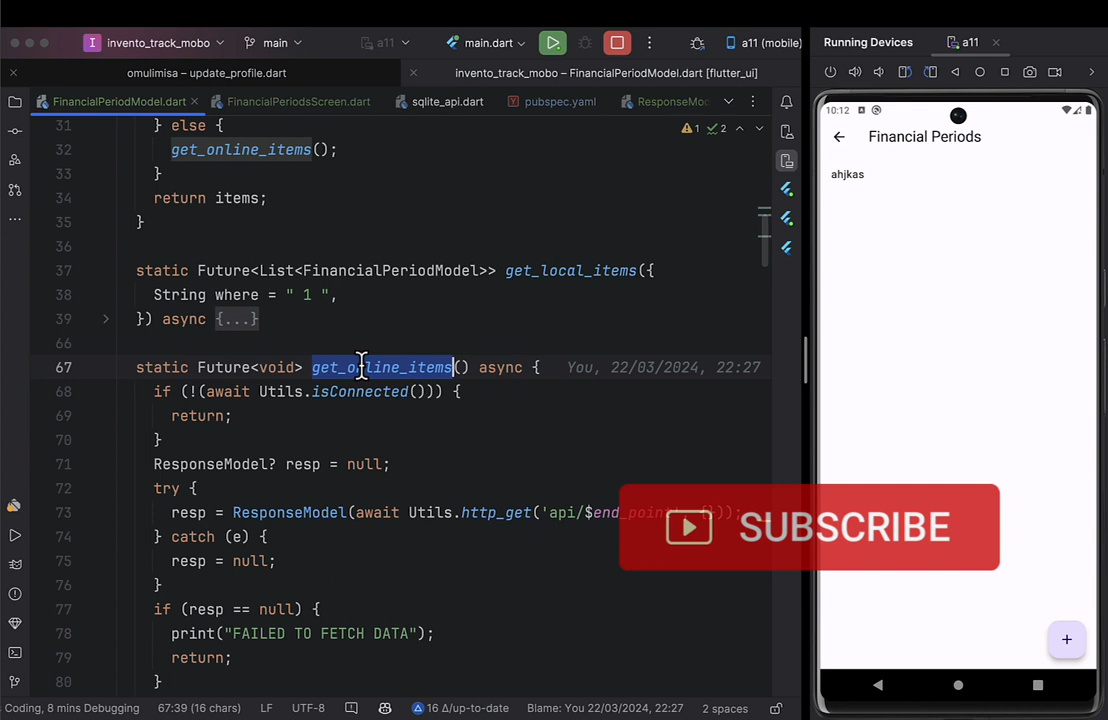 invento_track_mobo
main
a11
main.dart
a11 (mobile)
Running Devices
a11
omulimisa – update_profile.dart
invento_track_mobo – FinancialPeriodModel.dart [flutter_ui]
FinancialPeriodModel.dart
FinancialPeriodsScreen.dart
sqlite_api.dart
pubspec.yaml
ResponseMo
31 } else {
1 2
32 get_online_items();
33 }
34 return items;
35 }
36
37 static Future<List<FinancialPeriodModel>> get_local_items({
38 String where = " 1 ",
39 }) async {...}
66
67 static Future<void> get_online_items() async { You, 22/03/2024, 22:27
68 if (!(await Utils.isConnected())) {
69 return;
70 }
71 ResponseModel? resp = null;
72 try {
73 resp = ResponseModel(await Utils.http_get('api/$end_point', {}));
74 } catch (e) {
75 resp = null;
76 }
77 if (resp == null) {
78 print("FAILED TO FETCH DATA");
79 return;
80 }
10:12
Financial Periods
ahjkas
SUBSCRIBE
+
Coding, 8 mins Debugging
67:39 (16 chars)
LF
UTF-8
16 Δ/up-to-date
Blame: You 22/03/2024, 22:27
2 spaces